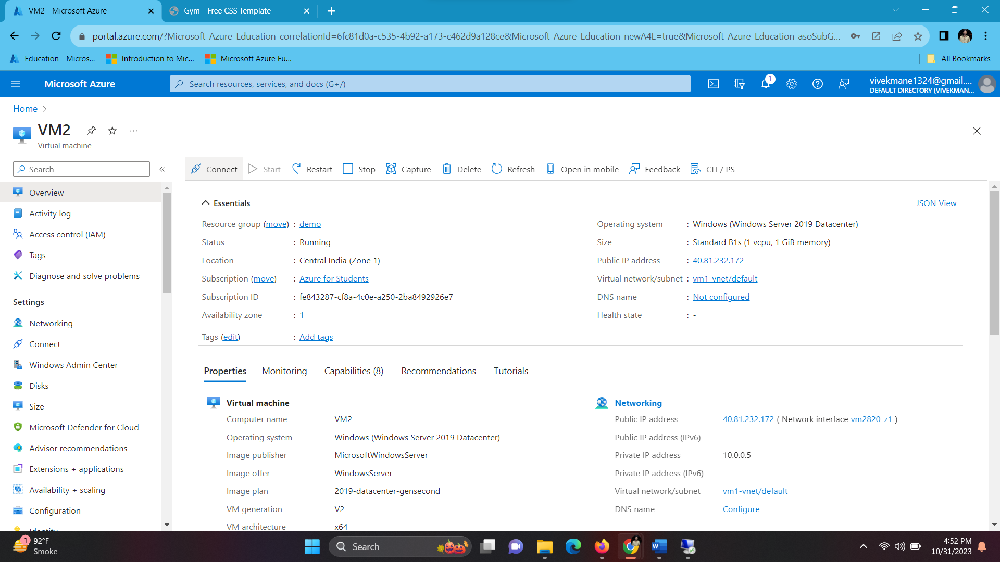 VM2 - Microsoft Azure
Gym - Free CSS Template
portal.azure.com/?Microsoft_Azure_Education_correlationId=6fc81d0a-c535-4b92-a173-c462d9a128ce&Microsoft_Azure_Education_newA4E=true&Microsoft_Azure_Education_asoSubG...
Education - Micros...
Introduction to Mic...
Microsoft Azure Fu...
All Bookmarks
Microsoft Azure
Search resources, services, and docs (G+/)
1
vivekmane1324@gmail....
DEFAULT DIRECTORY (VIVEKMAN...
Home
VM2
Virtual machine
Search
Connect
Start
Restart
Stop
Capture
Delete
Refresh
Open in mobile
Feedback
CLI / PS
Overview
Activity log
Access control (IAM)
Tags
Diagnose and solve problems
Settings
Networking
Connect
Windows Admin Center
Disks
Size
Microsoft Defender for Cloud
Advisor recommendations
Extensions + applications
Availability + scaling
Configuration
Identity
Essentials
JSON View
Resource group (move) : demo
Status : Running
Location : Central India (Zone 1)
Subscription (move) : Azure for Students
Subscription ID : fe843287-cf8a-4c0e-a250-2ba8492926e7
Availability zone : 1
Tags (edit) : Add tags
Operating system : Windows (Windows Server 2019 Datacenter)
Size : Standard B1s (1 vcpu, 1 GiB memory)
Public IP address : 40.81.232.172
Virtual network/subnet : vm1-vnet/default
DNS name : Not configured
Health state : -
Properties
Monitoring
Capabilities (8)
Recommendations
Tutorials
Virtual machine
Computer name VM2
Operating system Windows (Windows Server 2019 Datacenter)
Image publisher MicrosoftWindowsServer
Image offer WindowsServer
Image plan 2019-datacenter-gensecond
VM generation V2
VM architecture x64
Networking
Public IP address 40.81.232.172 ( Network interface vm2820_z1 )
Public IP address (IPv6) -
Private IP address 10.0.0.5
Private IP address (IPv6) -
Virtual network/subnet vm1-vnet/default
DNS name Configure
1
92°F
Smoke
Search
W
4:52 PM
10/31/2023